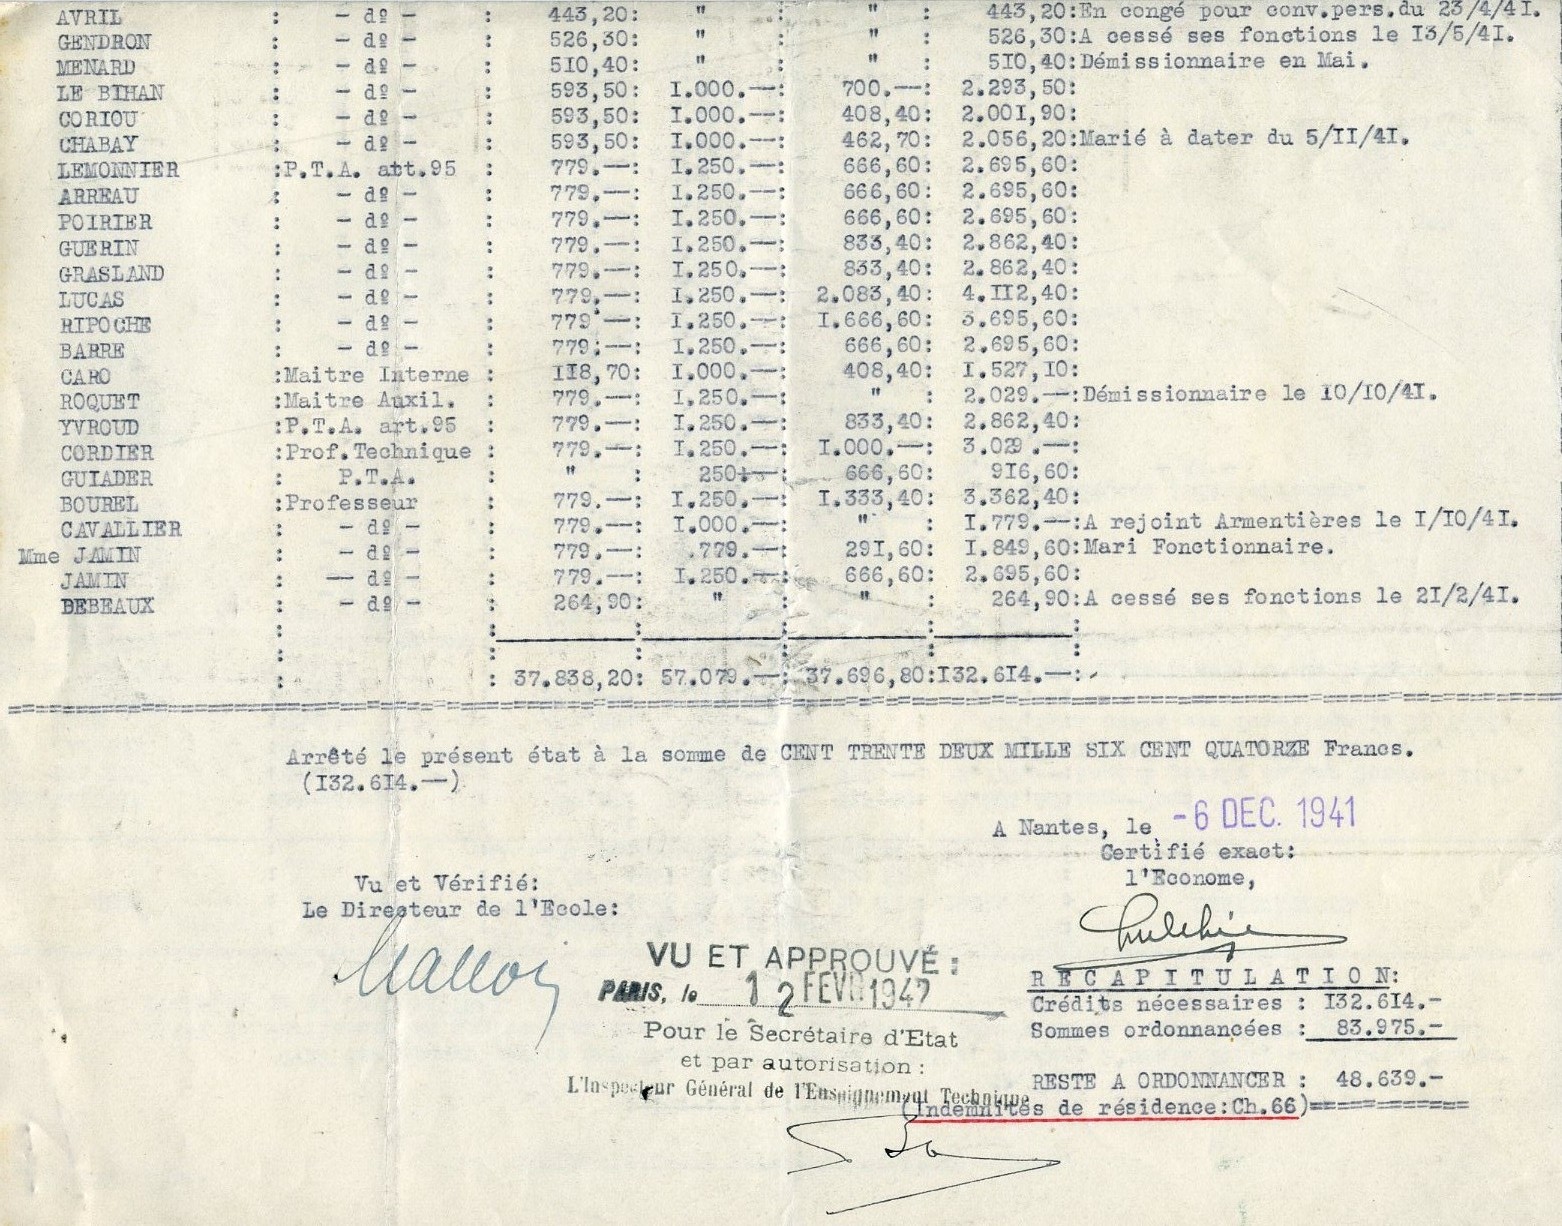 AVRIL : - dº - : 443,20: " : " : 443,20:En congé pour conv.pers.du 23/4/4I.
GENDRON : - dº - : 526,30: " : " : 526,30:A cessé ses fonctions le I3/5/4I.
MENARD : - dº - : 5I0,40: " : " : 5I0,40:Démissionnaire en Mai.
LE BIHAN : - dº - : 593,50: I.000.—: 700.—: 2.293,50:
CORIOU : - dº - : 593,50: I.000.—: 408,40: 2.00I,90:
CHABAY : - dº - : 593,50: I.000.—: 462,70: 2.056,20:Marié à dater du 5/II/4I.
LEMONNIER :P.T.A. att.95 : 779.—: I.250.—: 666,60: 2.695,60:
ARREAU : - dº - : 779.—: I.250.—: 666,60: 2.695,60:
POIRIER : - dº - : 779.—: I.250.—: 666,60: 2.695,60:
GUERIN : - dº - : 779.—: I.250.—: 833,40: 2.862,40:
GRASLAND : - dº - : 779.—: I.250.—: 833,40: 2.862,40:
LUCAS : - dº - : 779.—: I.250.—: 2.083,40: 4.II2,40:
RIPOCHE : - dº - : 779.—: I.250.—: I.666,60: 3.695,60:
BARRE : - dº - : 779.—: I.250.—: 666,60: 2.695,60:
CARO :Maitre Interne : II8,70: I.000.—: 408,40: I.527,I0:
ROQUET :Maitre Auxil. : 779.—: I.250.—: " : 2.029.—:Démissionnaire le I0/I0/4I.
YVROUD :P.T.A. art.95 : 779.—: I.250.—: 833,40: 2.862,40:
CORDIER :Prof.Technique : 779.—: I.250.—: I.000.—: 3.029.—:
GUIADER : P.T.A. : " : 250+—: 666,60: 9I6,60:
BOUREL :Professeur : 779.—: I.250.—: I.333,40: 3.362,40:
CAVALLIER : - dº - : 779.—: I.000.—: " : I.779.—:A rejoint Armentières le I/I0/4I.
Mme JAMIN : - dº - : 779.—: .779.—: 29I,60: I.849,60:Mari Fonctionnaire.
JAMIN : — dº - : 779.—: I.250.—: 666,60: 2.695,60:
DEBEAUX : - dº - : 264,90: " : " : 264,90:A cessé ses fonctions le 2I/2/4I.
: 37.838,20: 57.079.—: 37.696,80:I32.6I4.—:
Arrêté le présent état à la somme de CENT TRENTE DEUX MILLE SIX CENT QUATORZE Francs.
(I32.6I4.—)
A Nantes, le -6 DEC. 1941
Certifié exact:
l'Econome,
Vu et Vérifié:
Le Directeur de l'Ecole:
VU ET APPROUVÉ :
PARIS, le 12 FEVR 1942
Pour le Secrétaire d'Etat
et par autorisation :
L'Inspecteur Général de l'Enseignement Technique
RECAPITULATION:
Crédits nécessaires : I32.6I4.-
Sommes ordonnancées : 83.975.-
RESTE A ORDONNANCER : 48.639.-
(Indemnités de résidence:Ch.66)